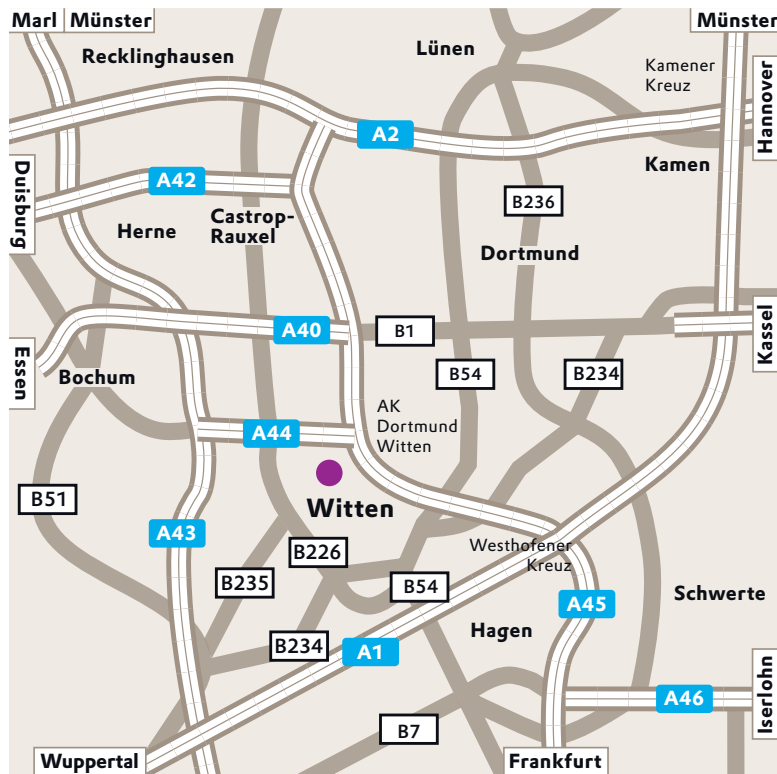 Marl
Münster
Münster
Recklinghausen
Lünen
Kamener
Kreuz
Hannover
A2
Kamen
Duisburg
A42
B236
Castrop-
Rauxel
Herne
Dortmund
A40
B1
Kassel
Essen
Bochum
B54
B234
AK
Dortmund
Witten
A44
Witten
B51
A43
B226
Westhofener
Kreuz
B235
B54
A45
Schwerte
Hagen
B234
A1
Iserlohn
A46
B7
Wuppertal
Frankfurt